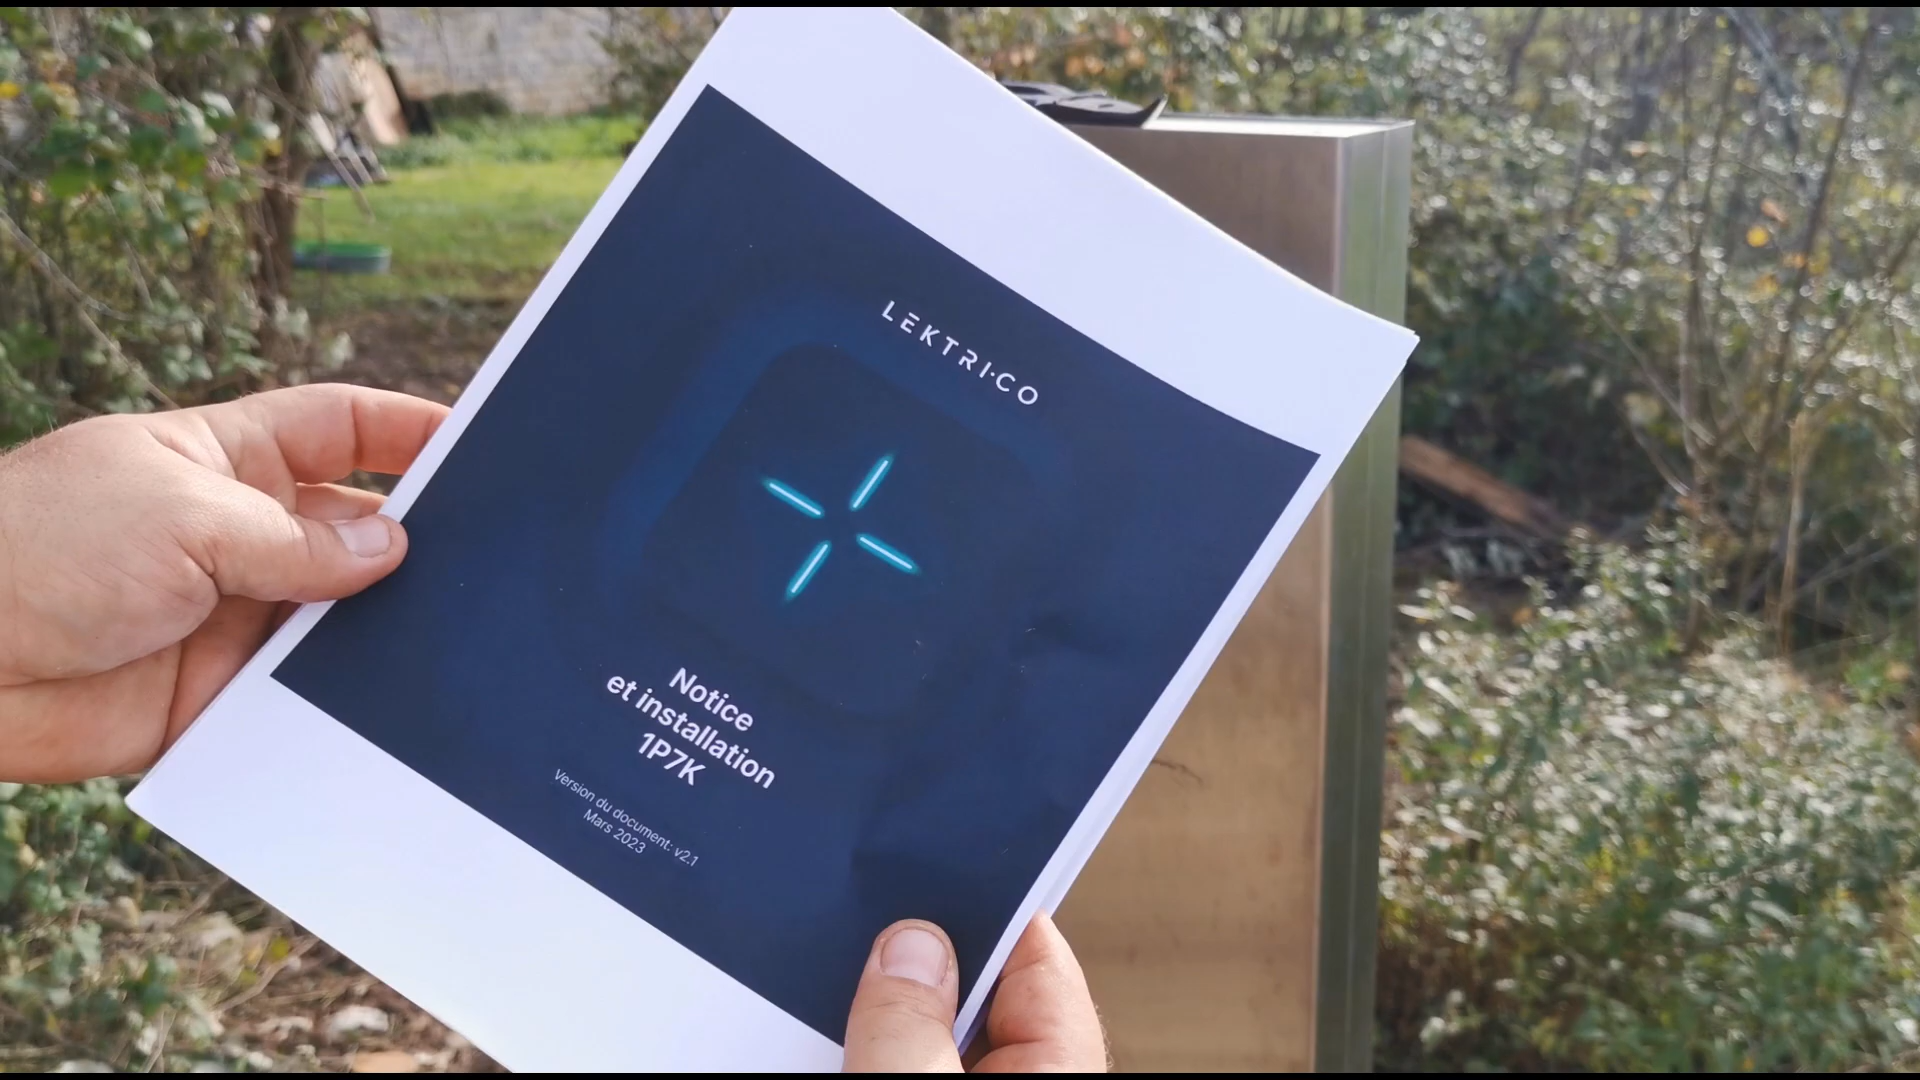 LEKTRI·CO
Notice
et installation
1P7K
Version du document: v2.1
Mars 2023